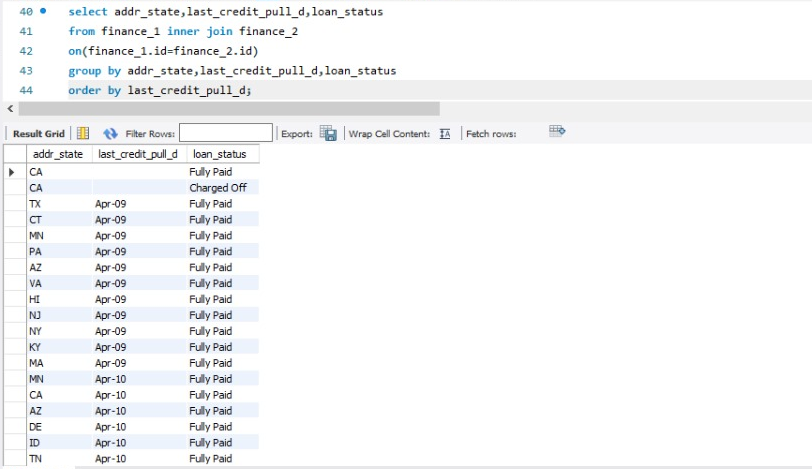 40 select addr_state,last_credit_pull_d,loan_status
41 from finance_1 inner join finance_2
42 on(finance_1.id=finance_2.id)
43 group by addr_state,last_credit_pull_d,loan_status
44 order by last_credit_pull_d;
Result Grid Filter Rows: Export: Wrap Cell Content: IA Fetch rows:
addr_state last_credit_pull_d loan_status
CA Fully Paid
CA Charged Off
TX Apr-09 Fully Paid
CT Apr-09 Fully Paid
MN Apr-09 Fully Paid
PA Apr-09 Fully Paid
AZ Apr-09 Fully Paid
VA Apr-09 Fully Paid
HI Apr-09 Fully Paid
NJ Apr-09 Fully Paid
NY Apr-09 Fully Paid
KY Apr-09 Fully Paid
MA Apr-09 Fully Paid
MN Apr-10 Fully Paid
CA Apr-10 Fully Paid
AZ Apr-10 Fully Paid
DE Apr-10 Fully Paid
ID Apr-10 Fully Paid
TN Apr-10 Fully Paid